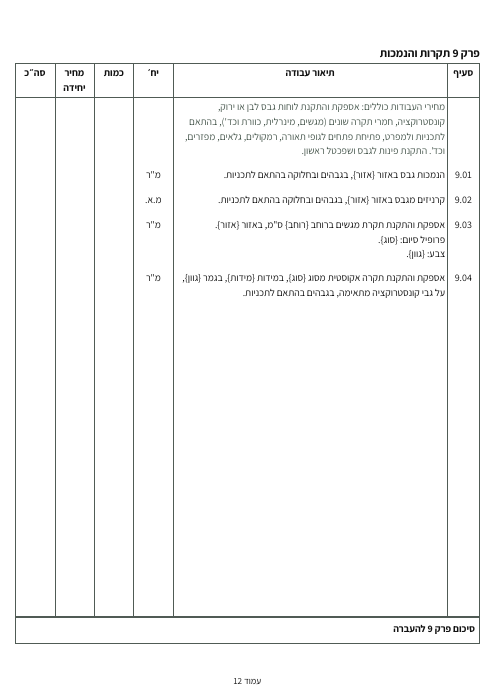 פרק 9 תקרות והנמכות
סעיף תיאור עבודה יח׳ כמות מחיר יחידה סה״כ
מחירי העבודות כוללים: אספקת והתקנת לוחות גבס לבן או ירוק,
קונסטרוקציה, חמרי תקרה שונים (מגשים, מינרלית, כוורת וכד'), בהתאם
לתכניות ולמפרט, פתיחת פתחים לגופי תאורה, רמקולים, גלאים, מפזרים,
וכד'. התקנת פינות לגבס ושפכטל ראשון.
9.01 הנמכות גבס באזור {אזור}, בגבהים ובחלוקה בהתאם לתכניות. מ"ר
9.02 קרניזים מגבס באזור {אזור}, בגבהים ובחלוקה בהתאם לתכניות. מ.א.
9.03 אספקת והתקנת תקרת מגשים ברוחב {רוחב} ס"מ, באזור {אזור}. מ"ר
פרופיל סיום: {סוג}.
צבע: {גוון}.
9.04 אספקת והתקנת תקרה אקוסטית מסוג {סוג}, במידות {מידות}, בגמר {גוון}, מ"ר
על גבי קונסטרוקציה מתאימה, בגבהים בהתאם לתכניות.
סיכום פרק 9 להעברה
עמוד 12